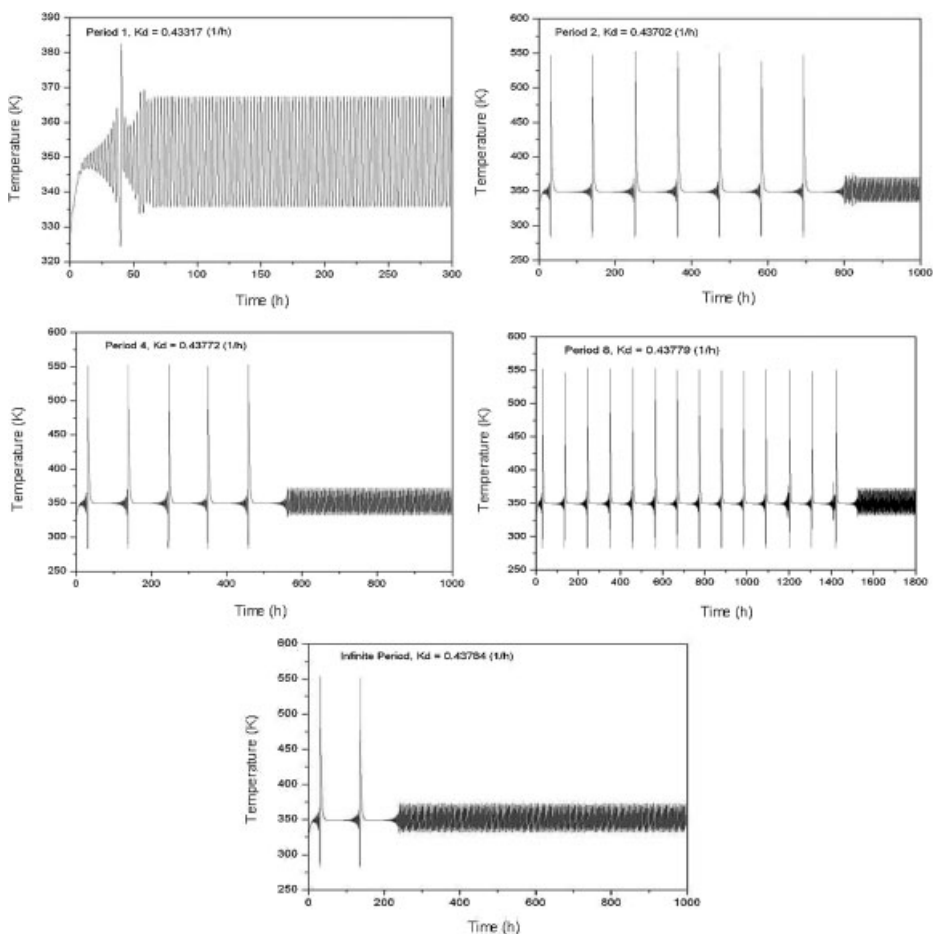 Period 1, Kd = 0.43317 (1/h)
Temperature (K)
390
380
370
360
350
340
330
320
0 50 100 150 200 250 300
Time (h)
Period 2, Kd = 0.43702 (1/h)
Temperature (K)
600
550
500
450
400
350
300
250
0 200 400 600 800 1000
Time (h)
Period 4, Kd = 0.43772 (1/h)
Temperature (K)
600
550
500
450
400
350
300
250
0 200 400 600 800 1000
Time (h)
Period 8, Kd = 0.43779 (1/h)
Temperature (K)
600
550
500
450
400
350
300
250
0 200 400 600 800 1000 1200 1400 1600 1800
Time (h)
Infinite Period, Kd = 0.43784 (1/h)
Temperature (K)
600
550
500
450
400
350
300
250
0 200 400 600 800 1000
Time (h)